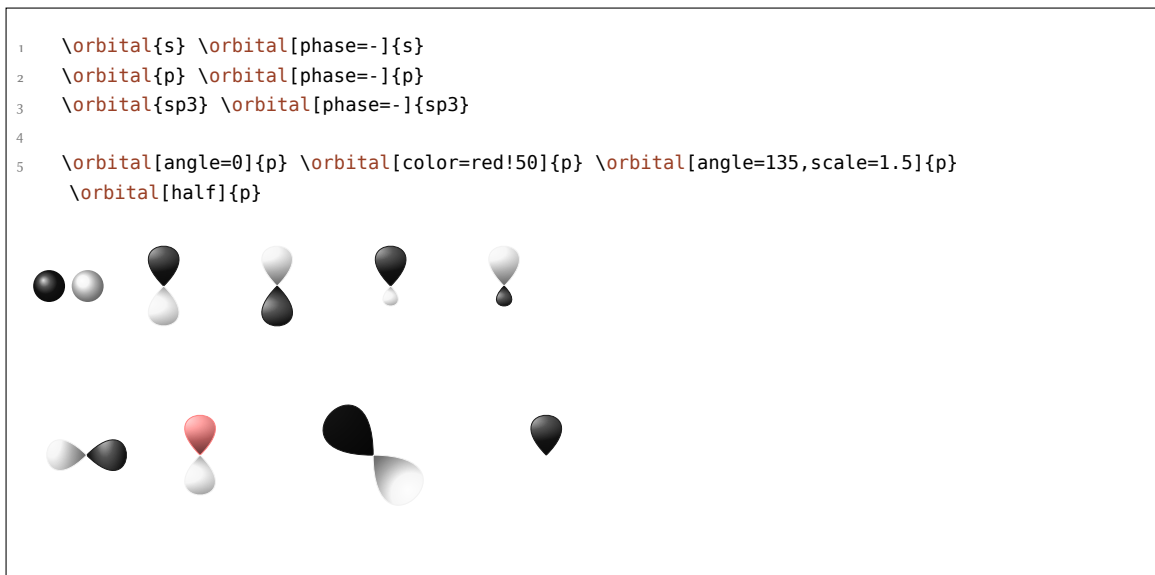 1 \orbital{s} \orbital[phase=-]{s}
2 \orbital{p} \orbital[phase=-]{p}
3 \orbital{sp3} \orbital[phase=-]{sp3}
4
5 \orbital[angle=0]{p} \orbital[color=red!50]{p} \orbital[angle=135,scale=1.5]{p}
\orbital[half]{p}